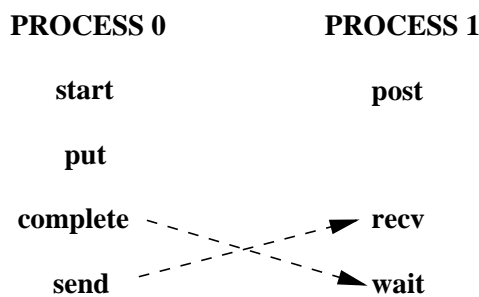 PROCESS 0 PROCESS 1
start post
put
complete recv
send wait